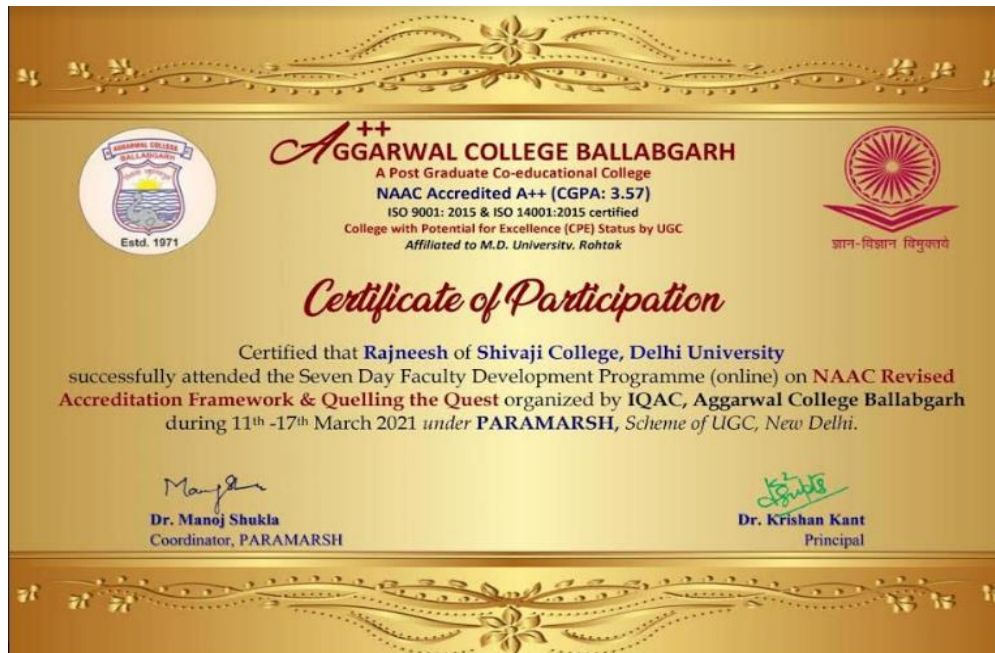 A++
AGGARWAL COLLEGE BALLABGARH
A Post Graduate Co-educational College
NAAC Accredited A++ (CGPA: 3.57)
ISO 9001: 2015 & ISO 14001:2015 certified
College with Potential for Excellence (CPE) Status by UGC
Affiliated to M.D. University, Rohtak
AGGARWAL COLLEGE
BALLABGARH
Estd. 1971
ज्ञान-विज्ञान विमुक्तये
Certificate of Participation
Certified that Rajneesh of Shivaji College, Delhi University
successfully attended the Seven Day Faculty Development Programme (online) on NAAC Revised
Accreditation Framework & Quelling the Quest organized by IQAC, Aggarwal College Ballabgarh
during 11th -17th March 2021 under PARAMARSH, Scheme of UGC, New Delhi.
Dr. Manoj Shukla
Coordinator, PARAMARSH
Dr. Krishan Kant
Principal